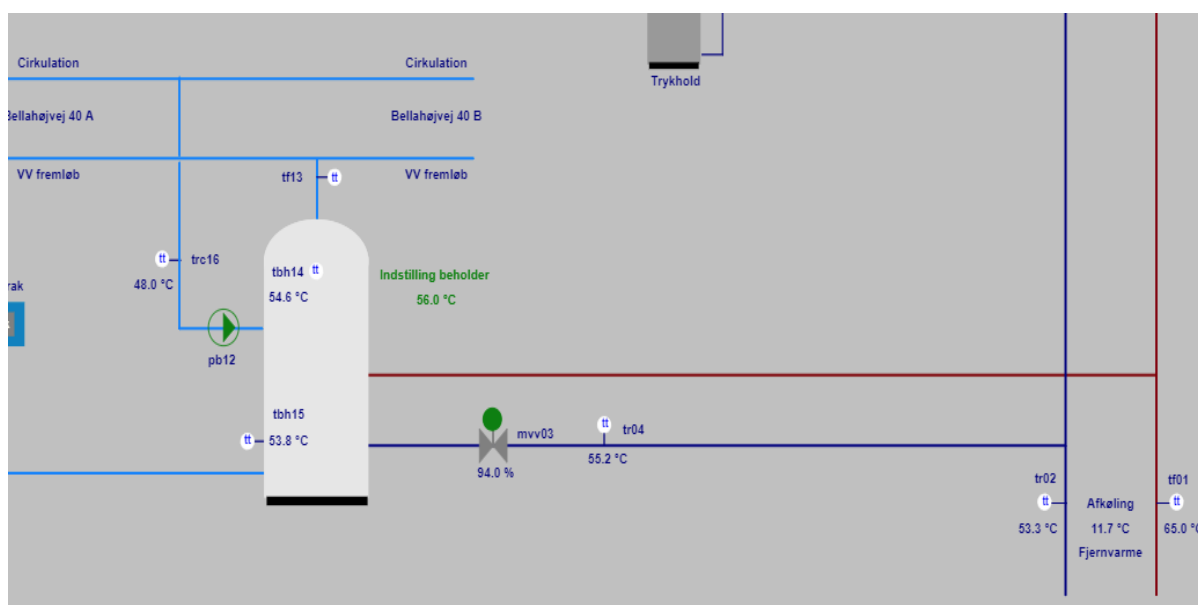 Cirkulation
Cirkulation
Trykhold
Bellahøjvej 40 A
Bellahøjvej 40 B
VV fremløb
tf13
tt
VV fremløb
tt
trc16
48.0 °C
tbh14
tt
54.6 °C
Indstilling beholder
56.0 °C
pb12
tbh15
tt
53.8 °C
mvv03
94.0 %
tt
tr04
55.2 °C
tr02
tt
53.3 °C
Afkøling
11.7 °C
Fjernvarme
tf01
tt
65.0 °C